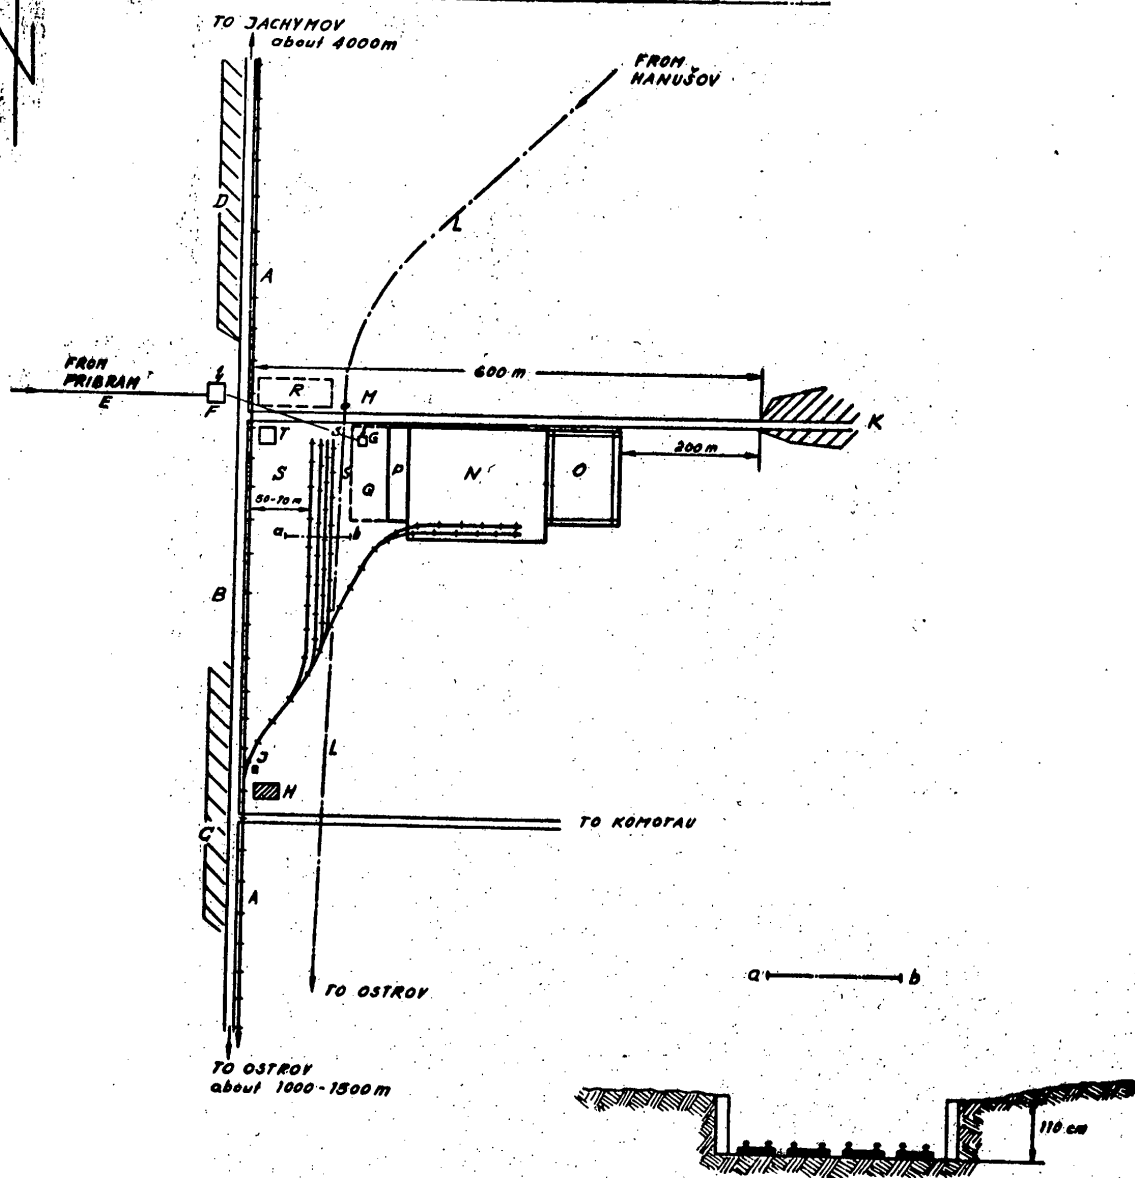 TO JACHYMOV
about 4000m
FROM
HANUŠOV
D
L
A
FROM
PRIBRAM
E
F
600 m
R
M
K
T
S
G
S
S
P
Q
N
O
200 m
50-70 m
a
b
B
L
J
H
C
TO KOMOTAU
A
TO OSTROV
a
b
TO OSTROV
about 1000-1500 m
110 cm